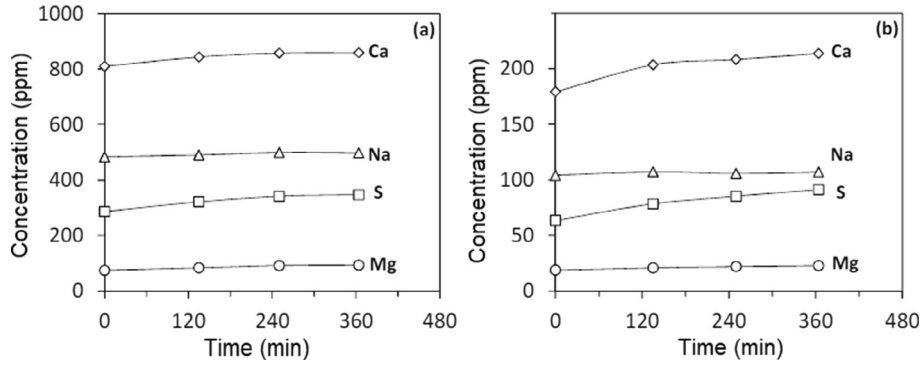 1000
(a)
Ca
800
600
Na
400
S
200
Mg
0
0 120 240 360 480
Time (min)
Concentration (ppm)
(b)
Ca
200
150
Na
100
S
50
Mg
0
0 120 240 360 480
Time (min)
Concentration (ppm)